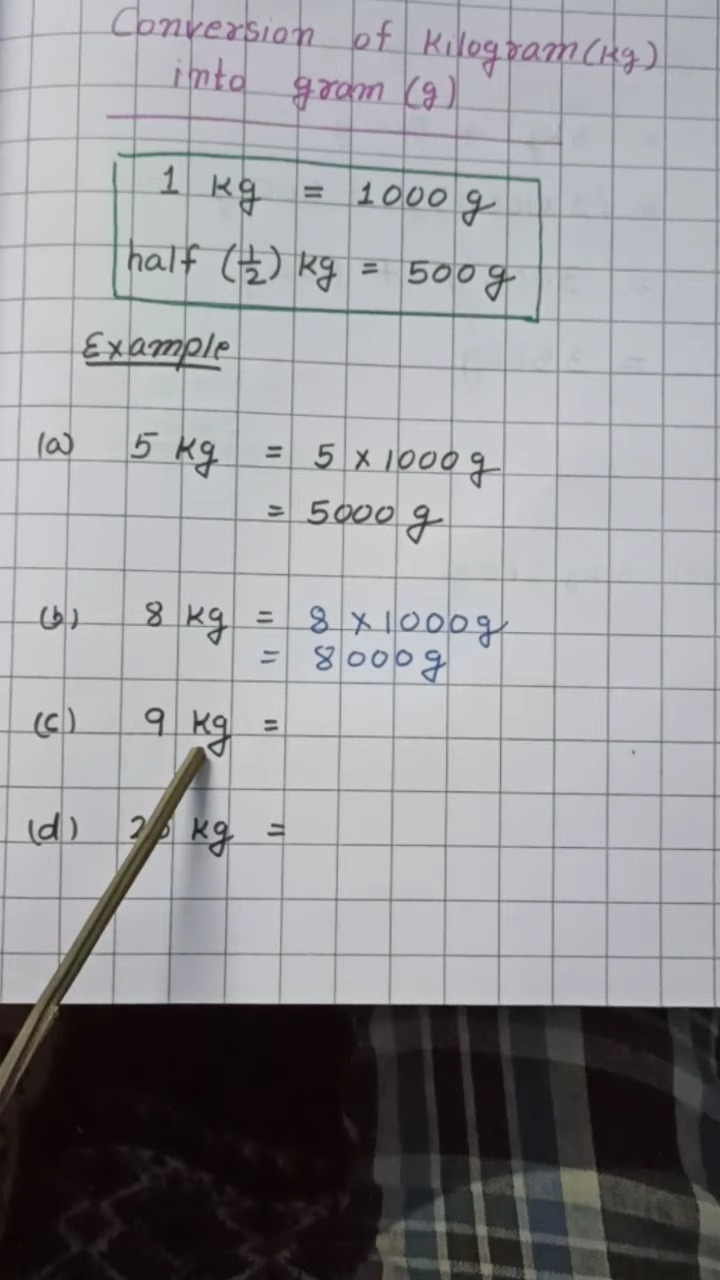 Conversion of Kilogram (kg)
into gram (g)
1 kg = 1000 g
half (1/2) kg = 500 g
Example
(a) 5 kg = 5 × 1000 g
= 5000 g
(b) 8 kg = 8 × 1000 g
= 8000 g
(c) 9 kg =
(d) kg =